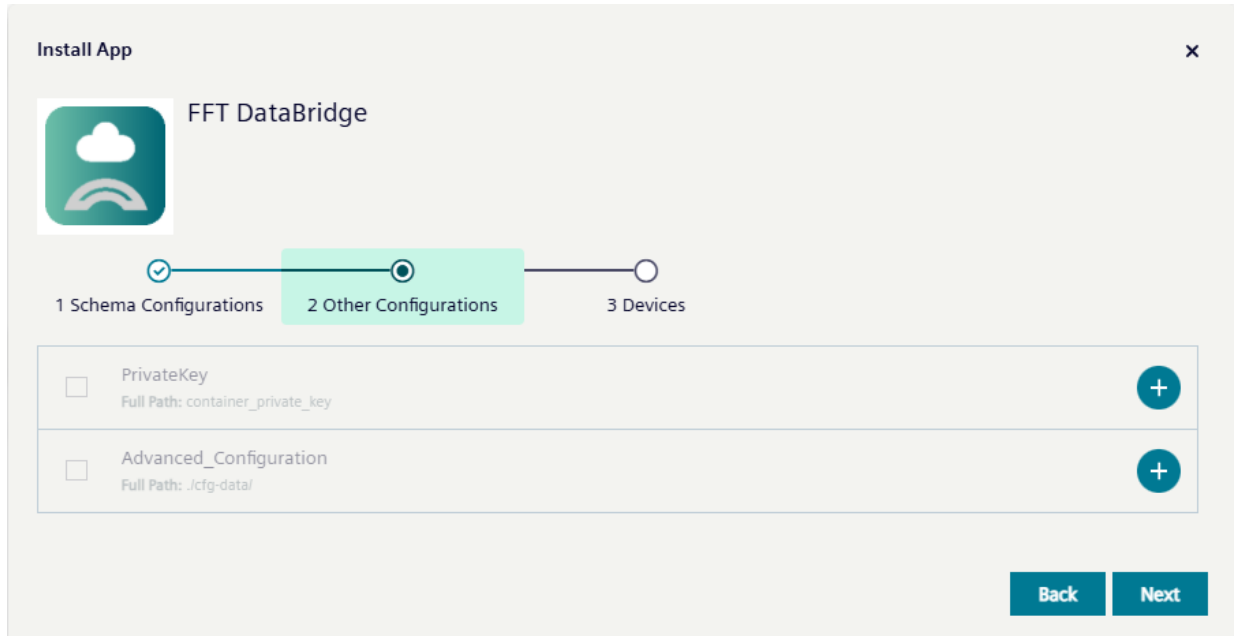 Install App
FFT DataBridge
1 Schema Configurations
2 Other Configurations
3 Devices
PrivateKey
Full Path: container_private_key
Advanced_Configuration
Full Path: ./cfg-data/
Back
Next